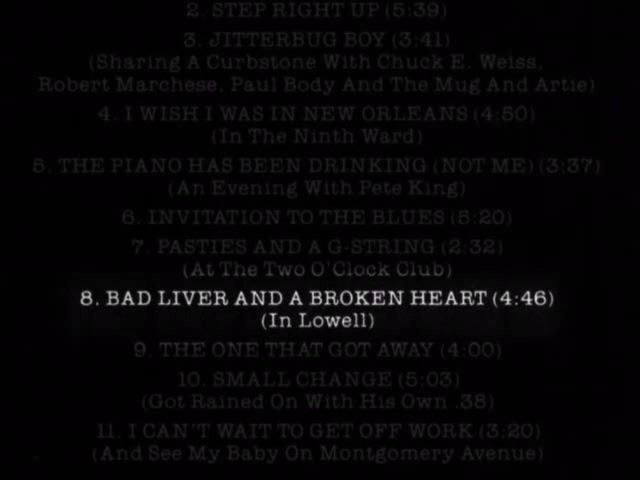 2. STEP RIGHT UP (5:39)
3. JITTERBUG BOY (3:41)
(Sharing A Curbstone With Chuck E. Weiss,
Robert Marchese, Paul Body And The Mug And Artie)
4. I WISH I WAS IN NEW ORLEANS (4:50)
(In The Ninth Ward)
5. THE PIANO HAS BEEN DRINKING (NOT ME) (3:37)
(An Evening With Pete King)
6. INVITATION TO THE BLUES (5:20)
7. PASTIES AND A G-STRING (2:32)
(At The Two O'Clock Club)
8. BAD LIVER AND A BROKEN HEART (4:46)
(In Lowell)
9. THE ONE THAT GOT AWAY (4:00)
10. SMALL CHANGE (5:03)
(Got Rained On With His Own .38)
11. I CAN'T WAIT TO GET OFF WORK (3:20)
(And See My Baby On Montgomery Avenue)